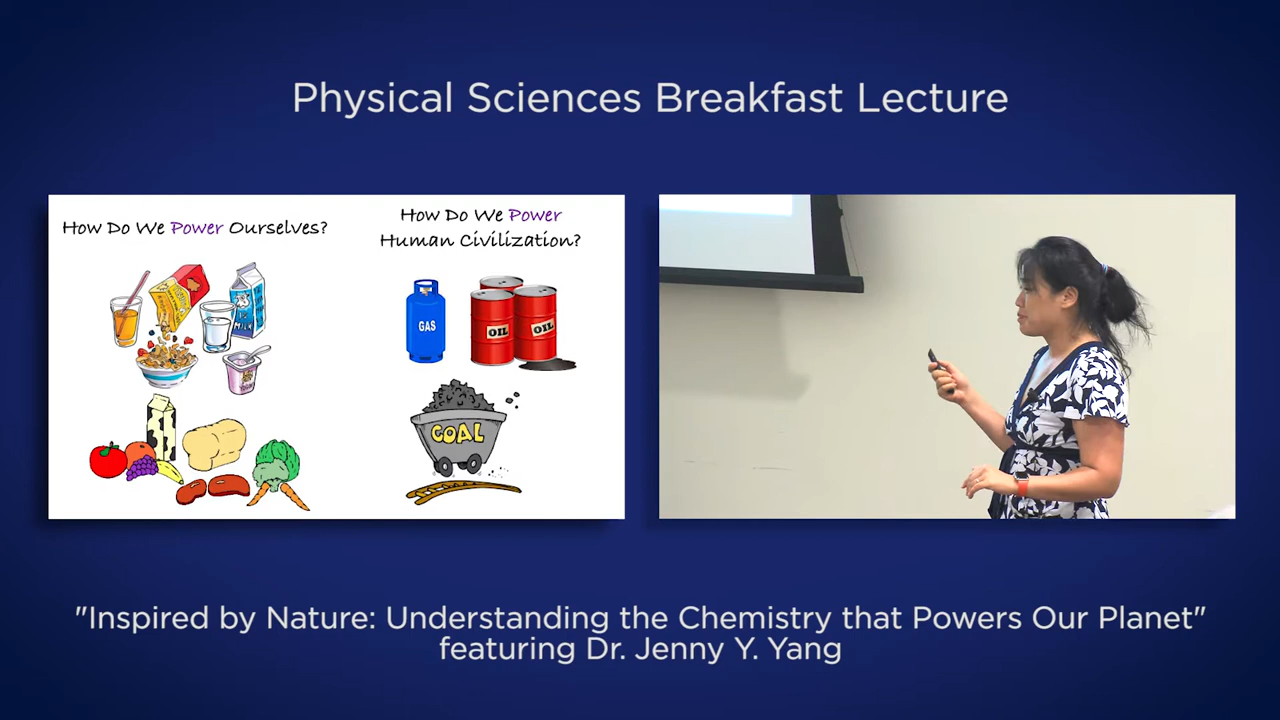 Physical Sciences Breakfast Lecture
How Do We Power Ourselves?
How Do We Power
Human Civilization?
MILK
GAS
OIL
OIL
COAL
"Inspired by Nature: Understanding the Chemistry that Powers Our Planet"
featuring Dr. Jenny Y. Yang